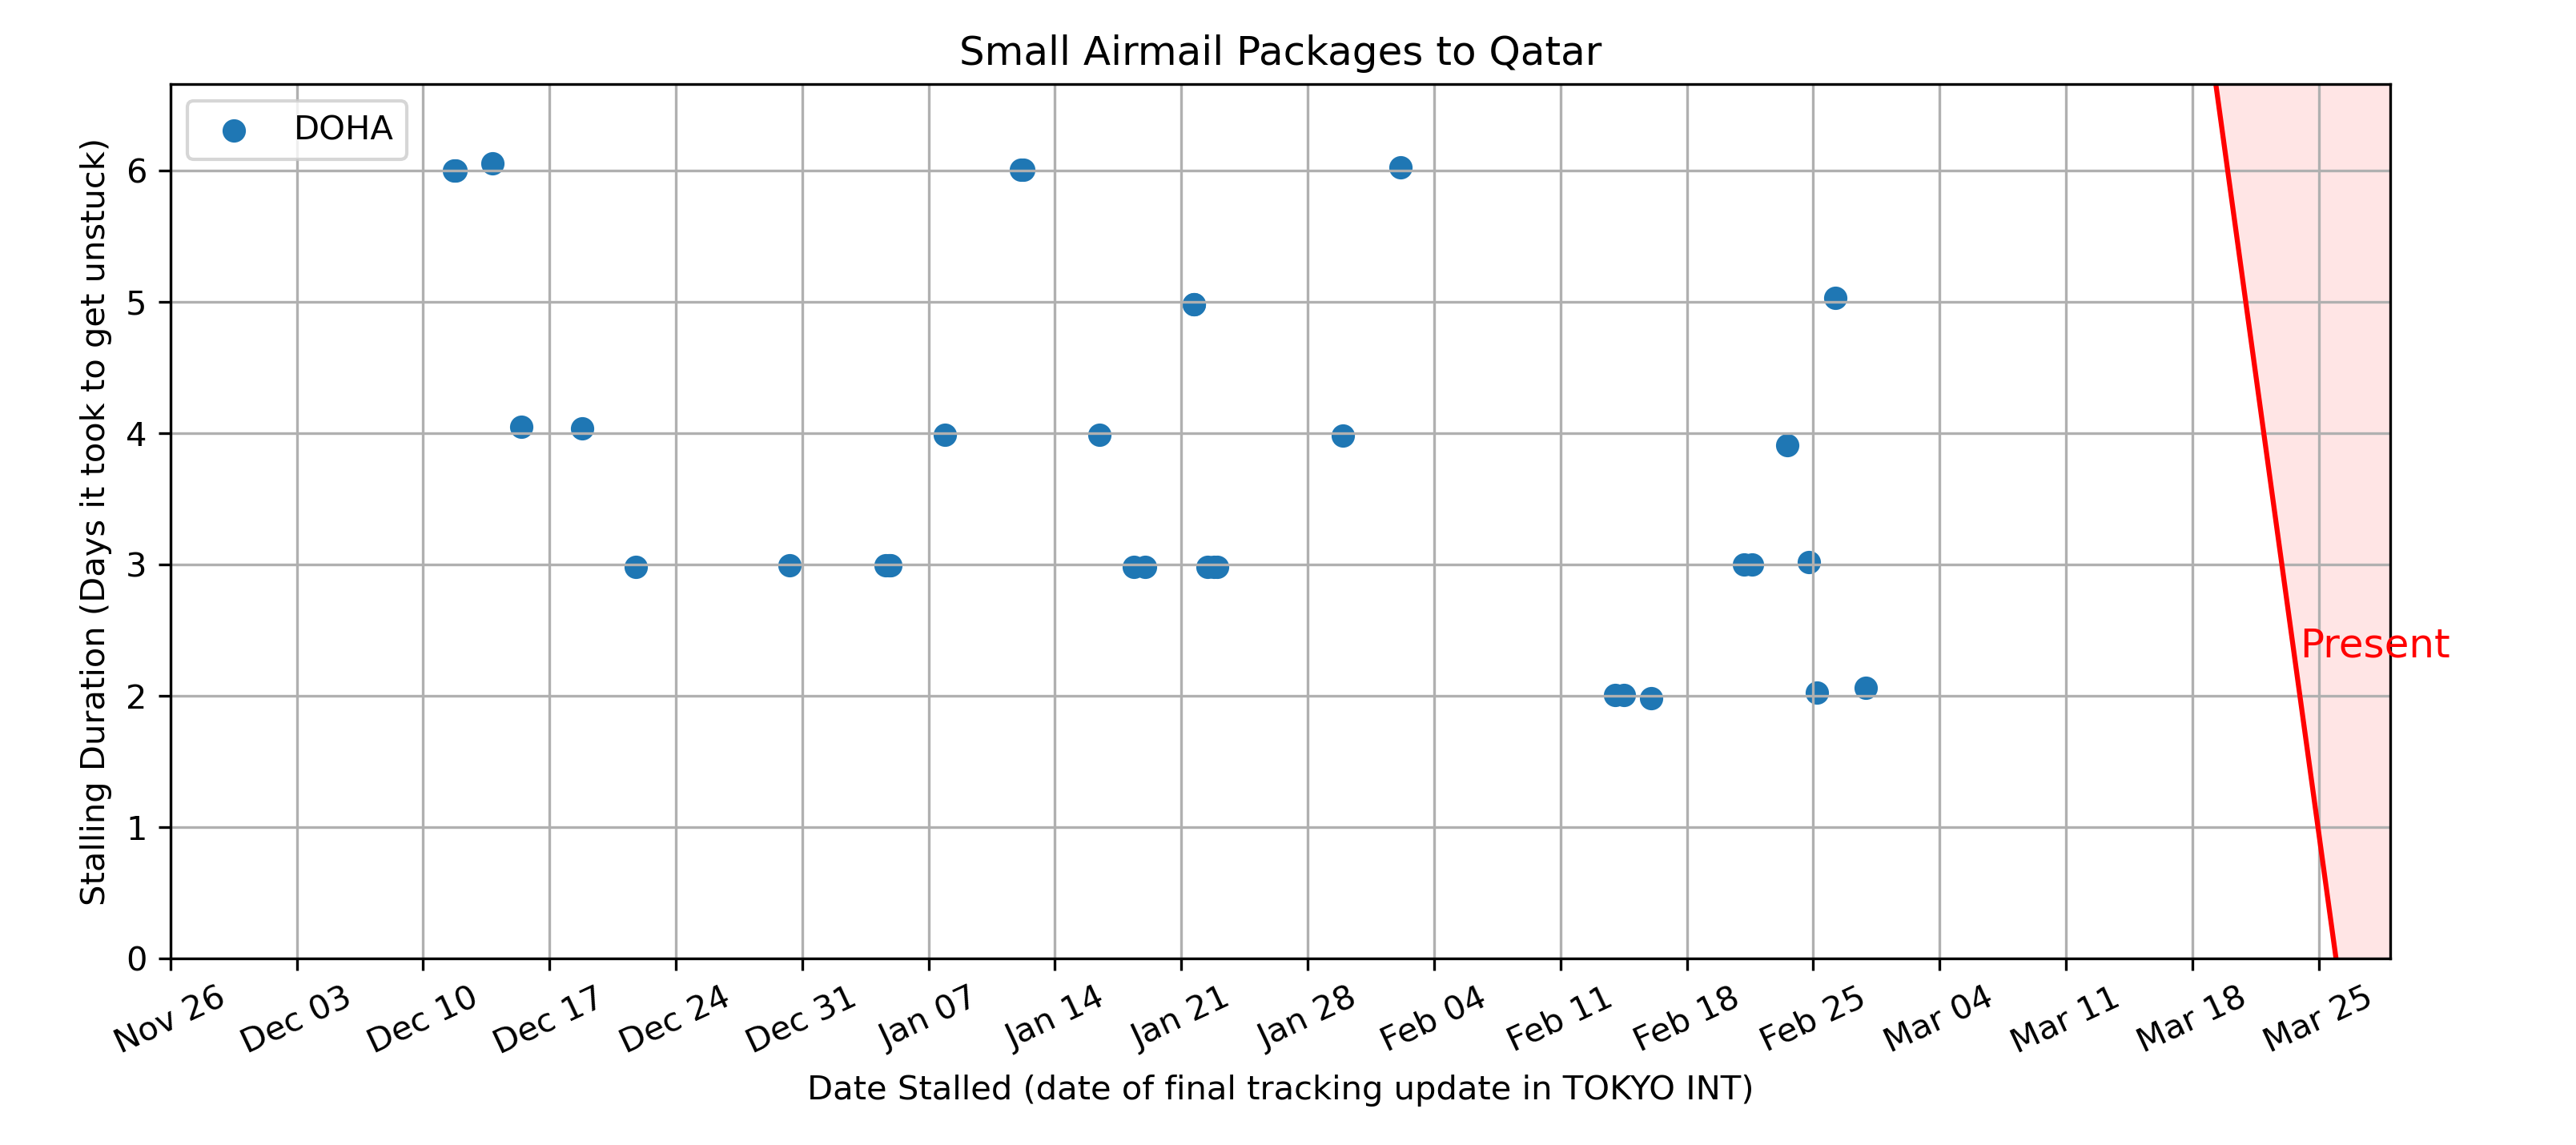 Small Airmail Packages to Qatar
DOHA
Stalling Duration (Days it took to get unstuck)
6
5
4
3
2
1
0
Present
Nov 26
Dec 03
Dec 10
Dec 17
Dec 24
Dec 31
Jan 07
Jan 14
Jan 21
Jan 28
Feb 04
Feb 11
Feb 18
Feb 25
Mar 04
Mar 11
Mar 18
Mar 25
Date Stalled (date of final tracking update in TOKYO INT)